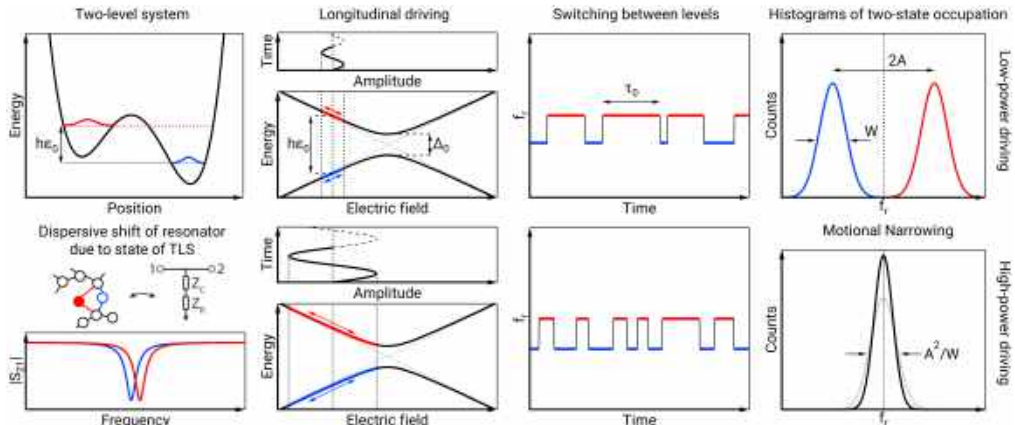 Two-level system
Longitudinal driving
Switching between levels
Histograms of two-state occupation
Energy
hε₀
Position
Time
Amplitude
Energy
hε₀
Δ₀
Electric field
fᵣ
τ₀
Time
Counts
2A
W
fᵣ
Low-power driving
Dispersive shift of resonator
due to state of TLS
1
2
Z_C
Z_R
|S₂₁|
Frequency
Time
Amplitude
Energy
Electric field
fᵣ
Time
Motional Narrowing
Counts
A²/W
fᵣ
High-power driving